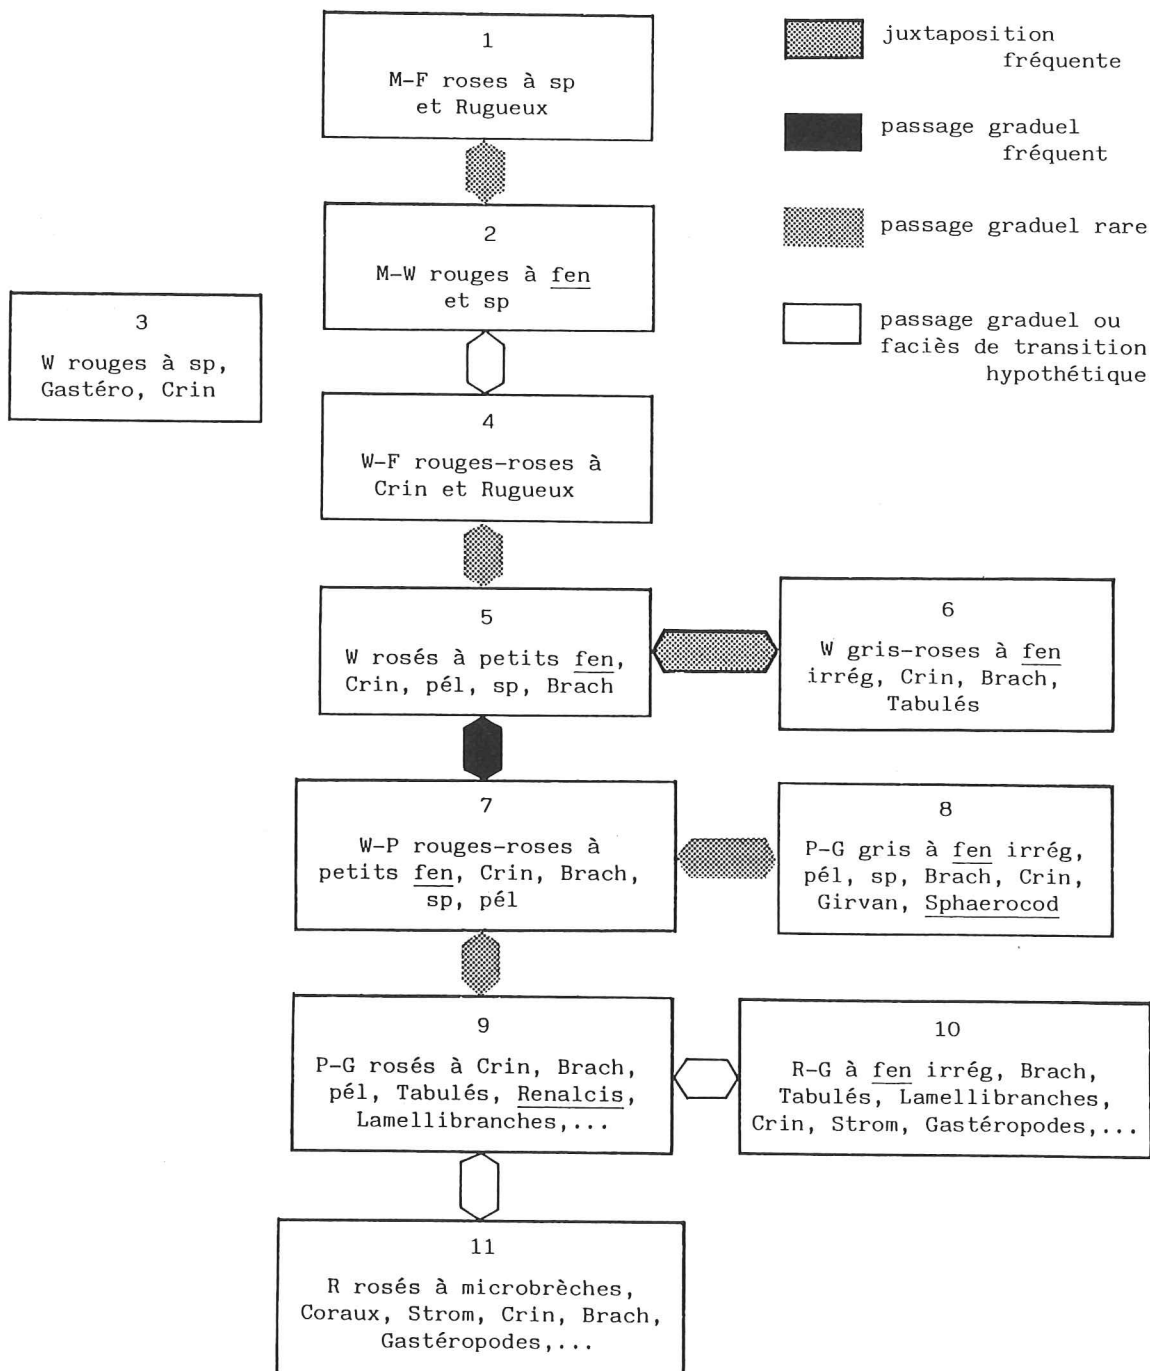 1
M-F roses à sp
et Rugueux
juxtaposition
fréquente
passage graduel
fréquent
passage graduel rare
passage graduel ou
faciès de transition
hypothétique
2
M-W rouges à fen
et sp
3
W rouges à sp,
Gastéro, Crin
4
W-F rouges-roses à
Crin et Rugueux
5
W rosés à petits fen,
Crin, pél, sp, Brach
6
W gris-roses à fen
irrég, Crin, Brach,
Tabulés
7
W-P rouges-roses à
petits fen, Crin, Brach,
sp, pél
8
P-G gris à fen irrég,
pél, sp, Brach, Crin,
Girvan, Sphaerocod
9
P-G rosés à Crin, Brach,
pél, Tabulés, Renalcis,
Lamellibranches,...
10
R-G à fen irrég, Brach,
Tabulés, Lamellibranches,
Crin, Strom, Gastéropodes,...
11
R rosés à microbrèches,
Coraux, Strom, Crin, Brach,
Gastéropodes,...